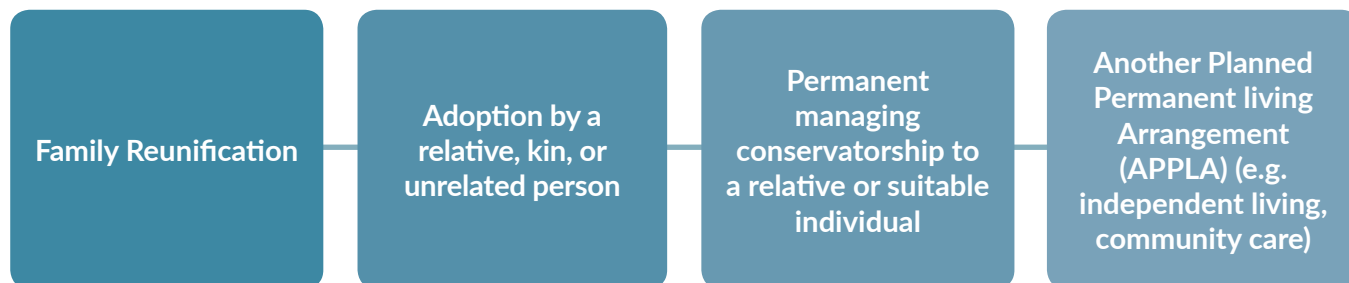 Family Reunification
Adoption by a
relative, kin, or
unrelated person
Permanent
managing
conservatorship to
a relative or suitable
individual
Another Planned
Permanent living
Arrangement
(APPLA) (e.g.
independent living,
community care)